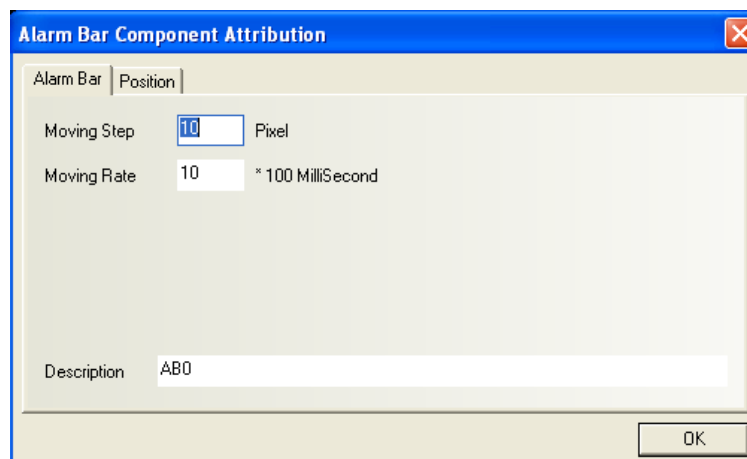 Alarm Bar Component Attribution
Alarm Bar Position
Moving Step 10 Pixel
Moving Rate 10 * 100 MilliSecond
Description AB0
OK